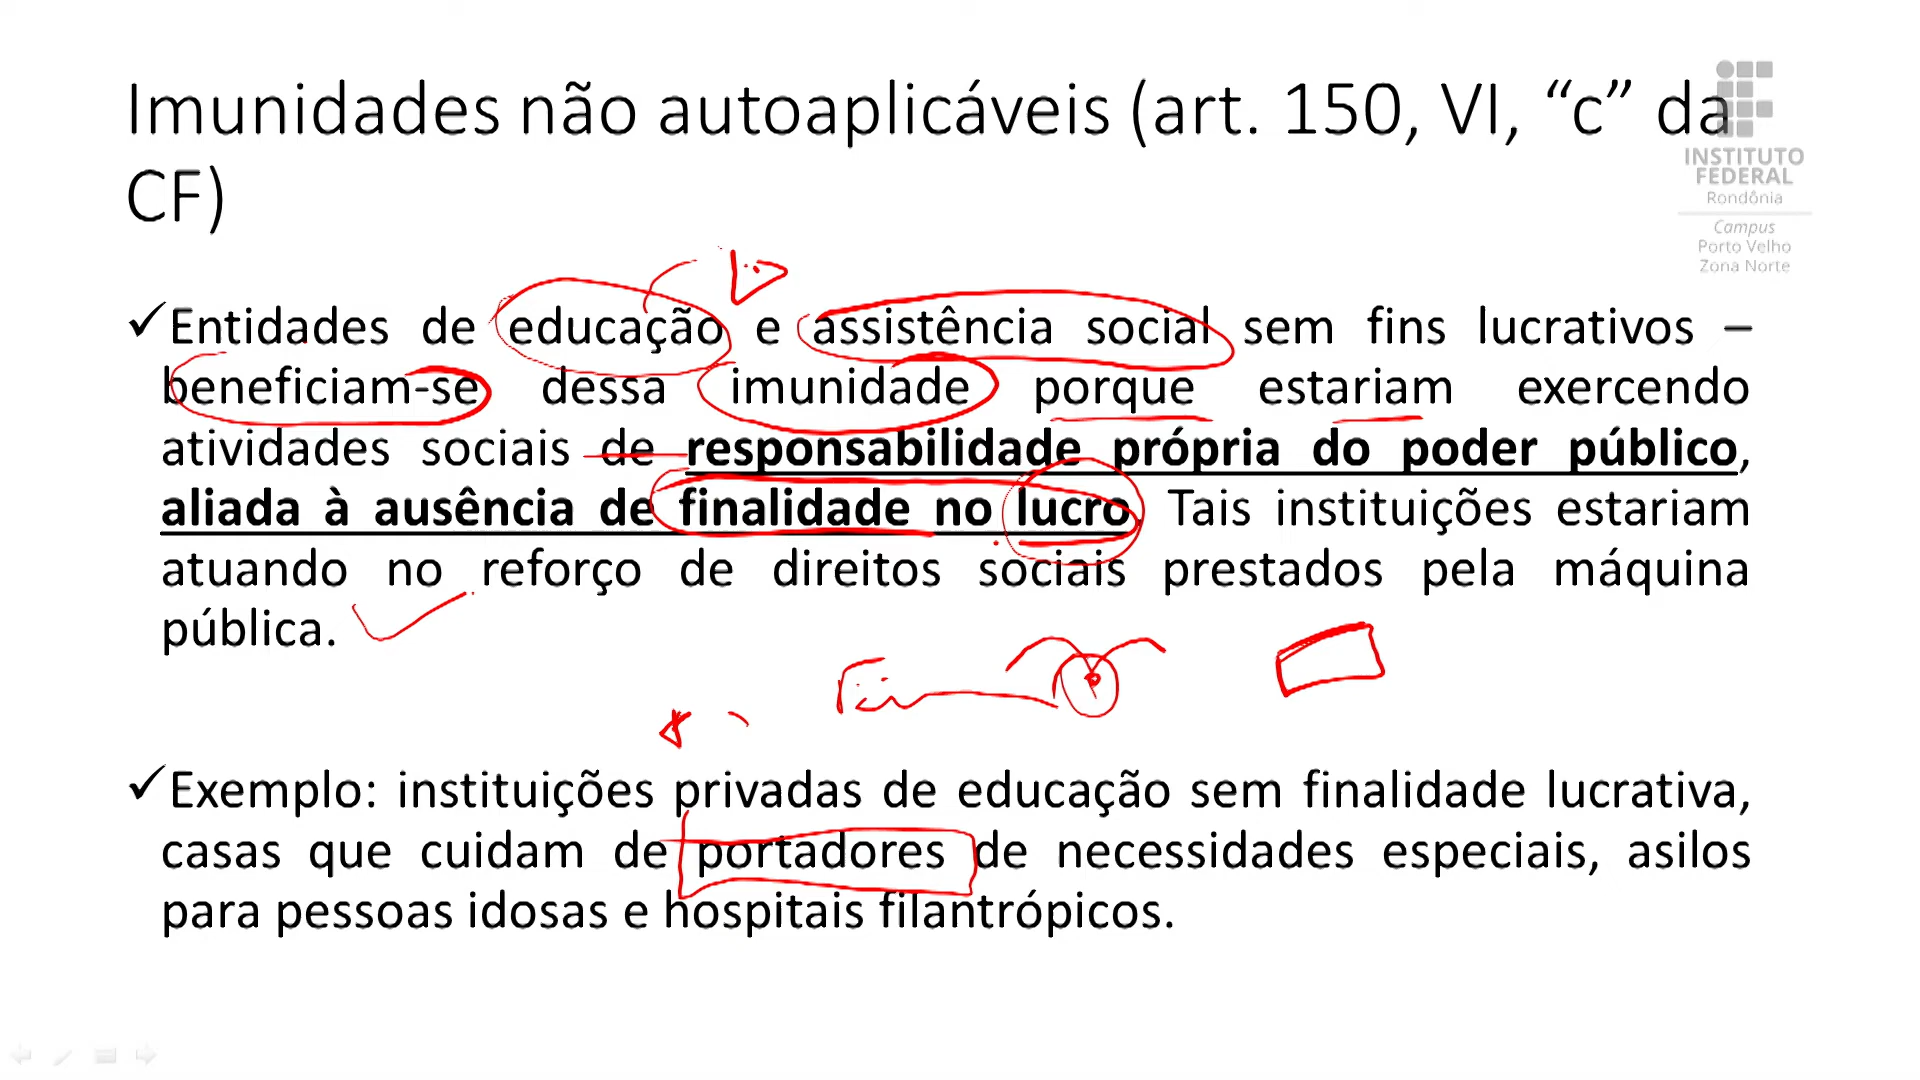 Imunidades não autoaplicáveis (art. 150, VI, “c” da
CF)
INSTITUTO
FEDERAL
Rondônia
Campus
Porto Velho
Zona Norte
✓Entidades de educação e assistência social sem fins lucrativos –
beneficiam-se dessa imunidade porque estariam exercendo
atividades sociais de responsabilidade própria do poder público,
aliada à ausência de finalidade no lucro. Tais instituições estariam
atuando no reforço de direitos sociais prestados pela máquina
pública.
✓Exemplo: instituições privadas de educação sem finalidade lucrativa,
casas que cuidam de portadores de necessidades especiais, asilos
para pessoas idosas e hospitais filantrópicos.